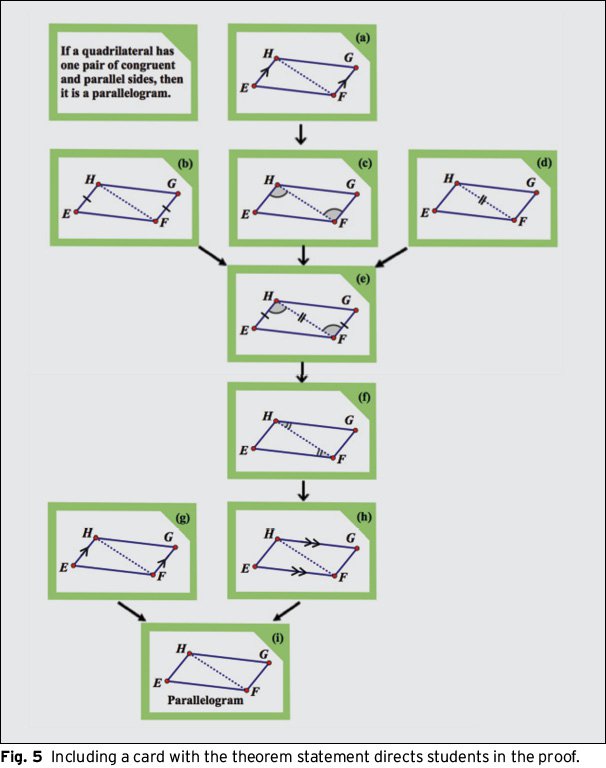 If a quadrilateral has
one pair of congruent
and parallel sides, then
it is a parallelogram.
(a)
H
G
E
F
(b)
H
G
E
F
(c)
H
G
E
F
(d)
H
G
E
F
(e)
H
G
E
F
(f)
H
G
E
F
(g)
H
G
E
F
(h)
H
G
E
F
(i)
H
G
E
F
Parallelogram
Fig. 5 Including a card with the theorem statement directs students in the proof.